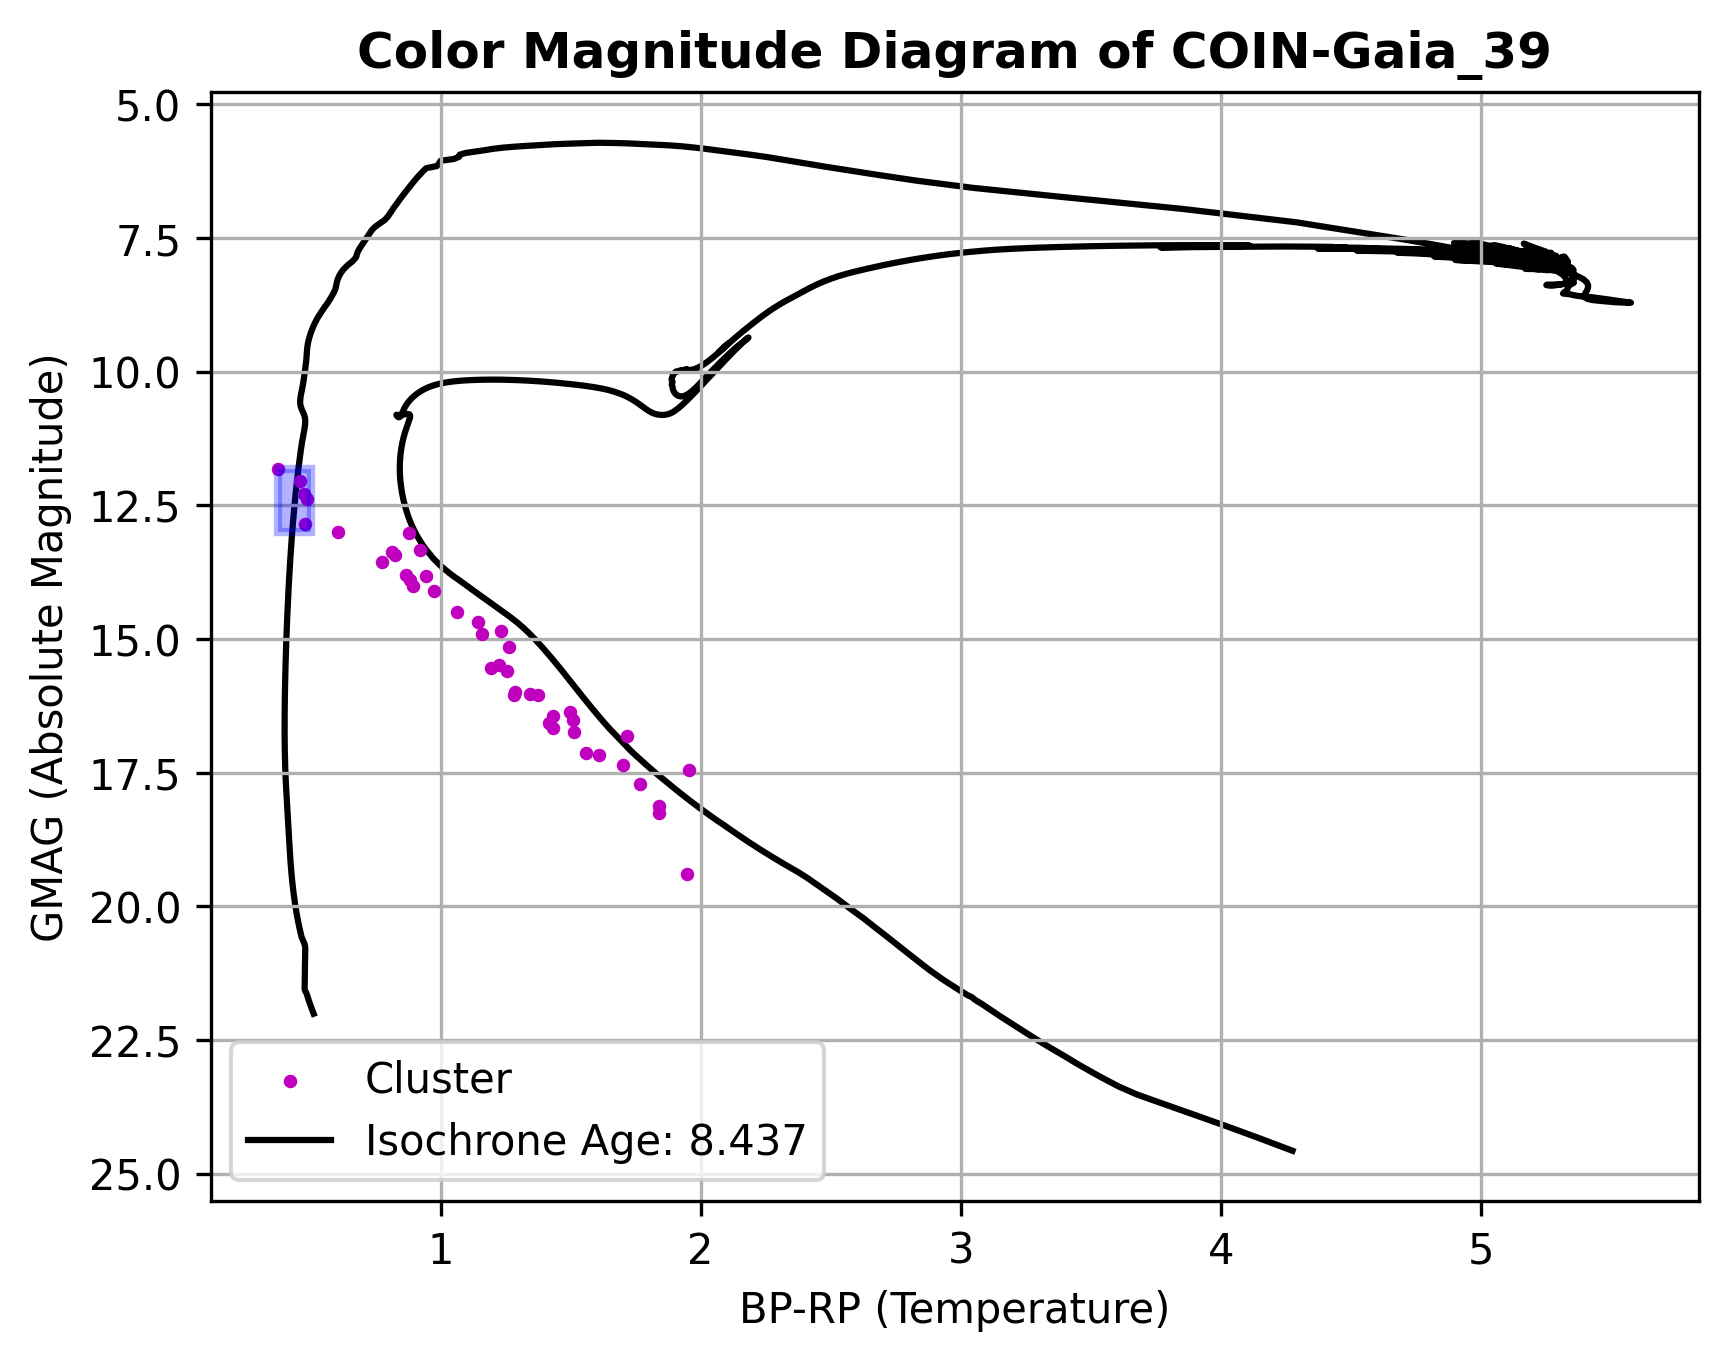 Color Magnitude Diagram of COIN-Gaia_39
5.0
7.5
10.0
12.5
15.0
17.5
20.0
22.5
25.0
GMAG (Absolute Magnitude)
Cluster
Isochrone Age: 8.437
1
2
3
4
5
BP-RP (Temperature)